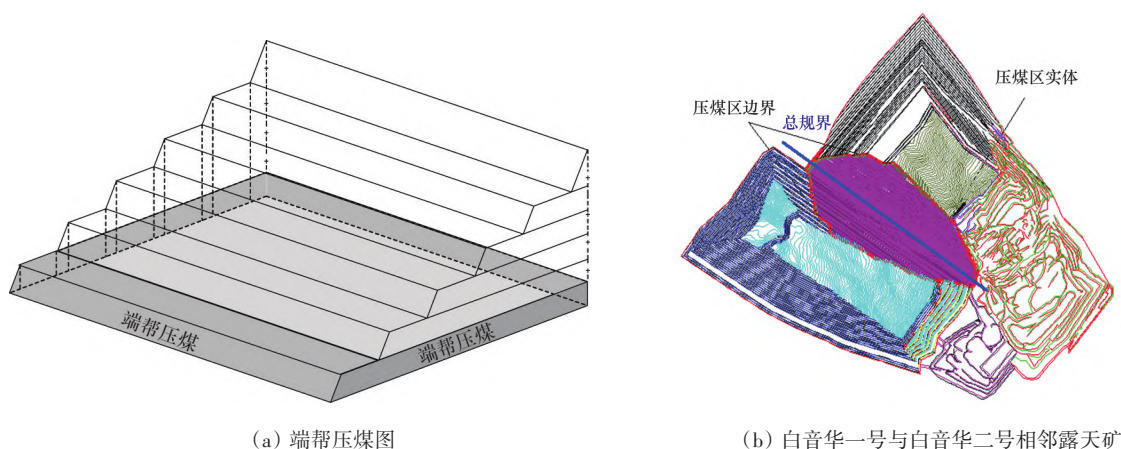 压煤区实体
压煤区边界
总规界
端帮压煤
端帮压煤
(a) 端帮压煤图
(b) 白音华一号与白音华二号相邻露天矿